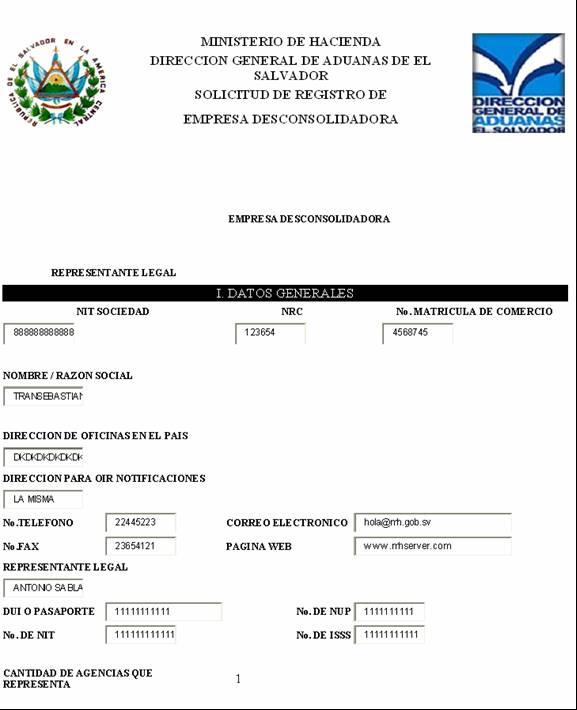 REPUBLICA DE EL SALVADOR EN LA AMERICA CENTRAL
MINISTERIO DE HACIENDA
DIRECCION GENERAL DE ADUANAS DE EL
SALVADOR
SOLICITUD DE REGISTRO DE
EMPRESA DESCONSOLIDADORA
DIRECCION
GENERAL DE
ADUANAS
EL SALVADOR
EMPRESA DESCONSOLIDADORA
REPRESENTANTE LEGAL
I. DATOS GENERALES
NIT SOCIEDAD NRC No. MATRICULA DE COMERCIO
888888888888 123654 4568745
NOMBRE / RAZON SOCIAL
TRANSEBASTIAN
DIRECCION DE OFICINAS EN EL PAIS
DKDKDKDKDKDK
DIRECCION PARA OIR NOTIFICACIONES
LA MISMA
No.TELEFONO 22445223 CORREO ELECTRONICO hola@rrh.gob.sv
No.FAX 23654121 PAGINA WEB www.rrhserver.com
REPRESENTANTE LEGAL
ANTONIO SABLA
DUI O PASAPORTE 11111111111 No. DE NUP 1111111111
No. DE NIT 111111111111 No. DE ISSS 11111111111
CANTIDAD DE AGENCIAS QUE
REPRESENTA 1